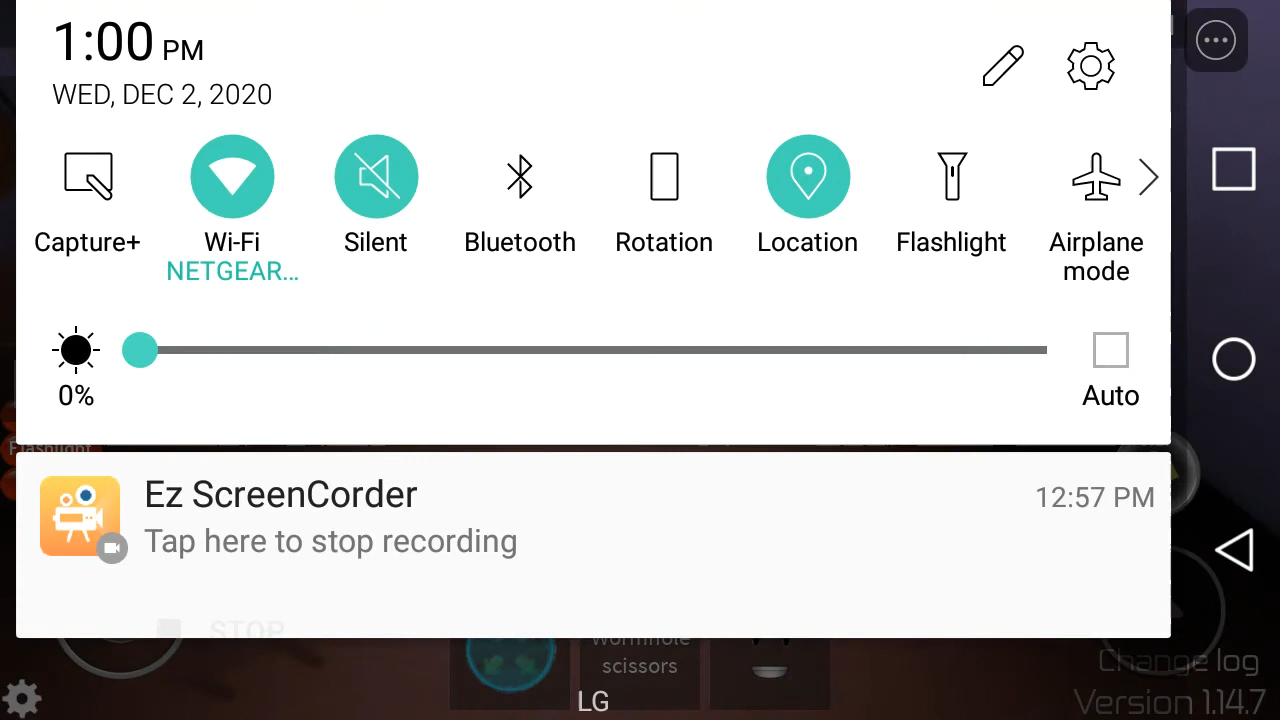 1:00 PM
WED, DEC 2, 2020
Capture+
Wi-Fi
NETGEAR...
Silent
Bluetooth
Rotation
Location
Flashlight
Airplane
mode
0%
Auto
Flashlight
Ez ScreenCorder
12:57 PM
Tap here to stop recording
STOP
Wormhole
scissors
LG
Change log
Version 1.14.7